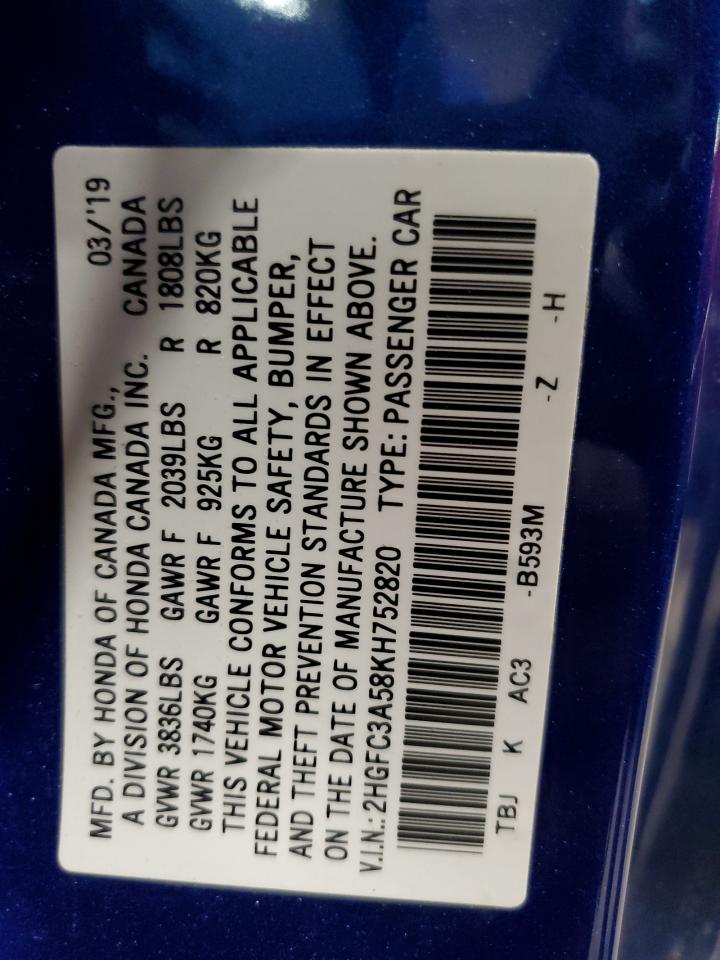 MFD. BY HONDA OF CANADA MFG., 03/'19
A DIVISION OF HONDA CANADA INC. CANADA
GVWR 3836LBS GAWR F 2039LBS R 1808LBS
GVWR 1740KG GAWR F 925KG R 820KG
THIS VEHICLE CONFORMS TO ALL APPLICABLE
FEDERAL MOTOR VEHICLE SAFETY, BUMPER,
AND THEFT PREVENTION STANDARDS IN EFFECT
ON THE DATE OF MANUFACTURE SHOWN ABOVE.
V.I.N.: 2HGFC3A58KH752820 TYPE: PASSENGER CAR
TBJ K AC3 -B593M -Z -H